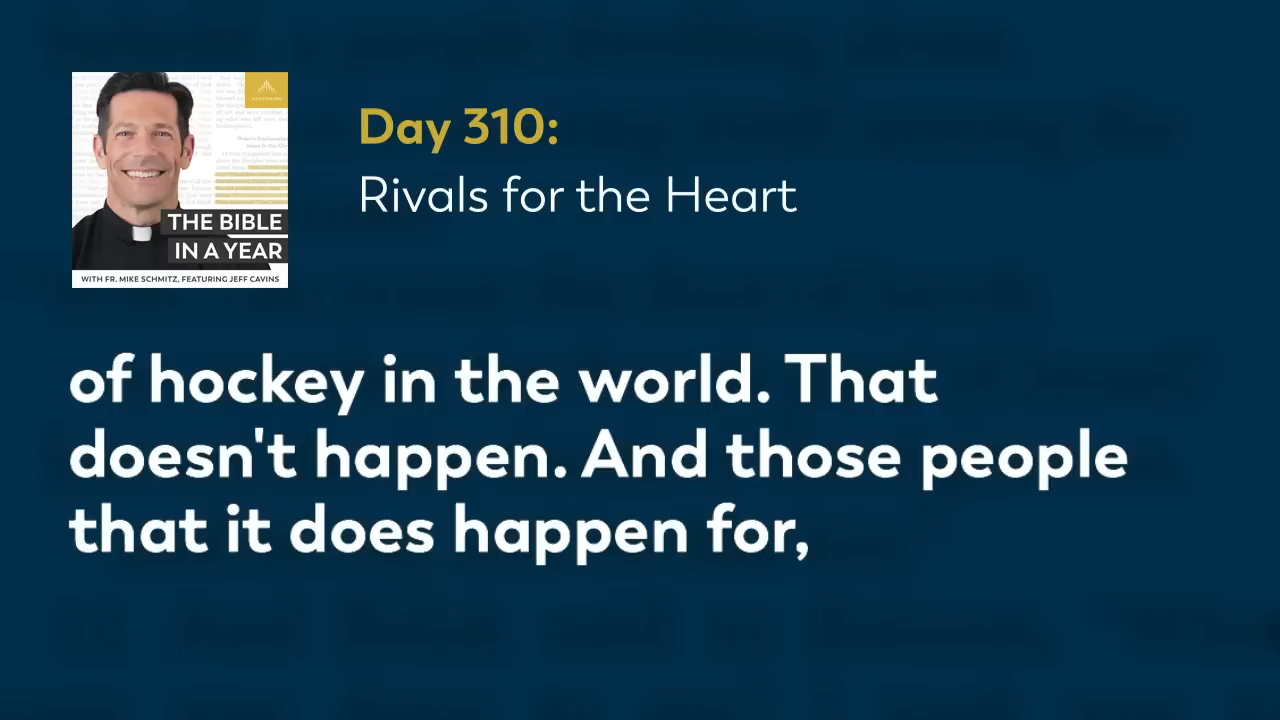 THE BIBLE
IN A YEAR
WITH FR. MIKE SCHMITZ, FEATURING JEFF CAVINS
Day 310:
Rivals for the Heart
of hockey in the world. That
doesn't happen. And those people
that it does happen for,